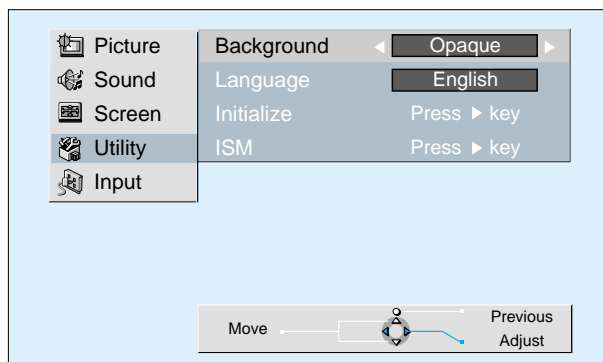 Picture
Sound
Screen
Utility
Input
Background Opaque
Language English
Initialize Press ▶ key
ISM Press ▶ key
Move
Previous
Adjust